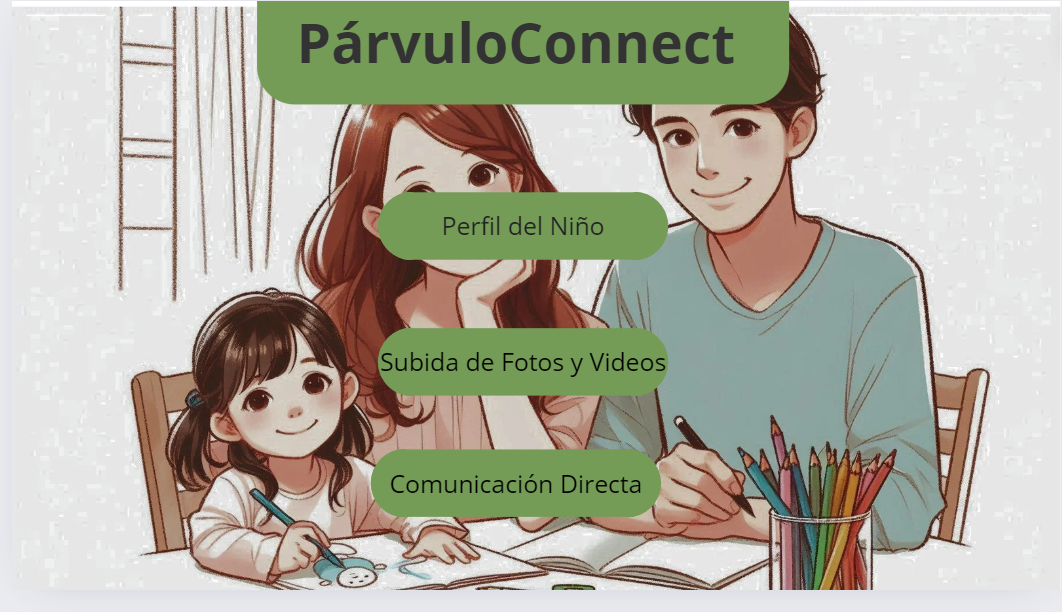 PárvuloConnect
Perfil del Niño
Subida de Fotos y Videos
Comunicación Directa